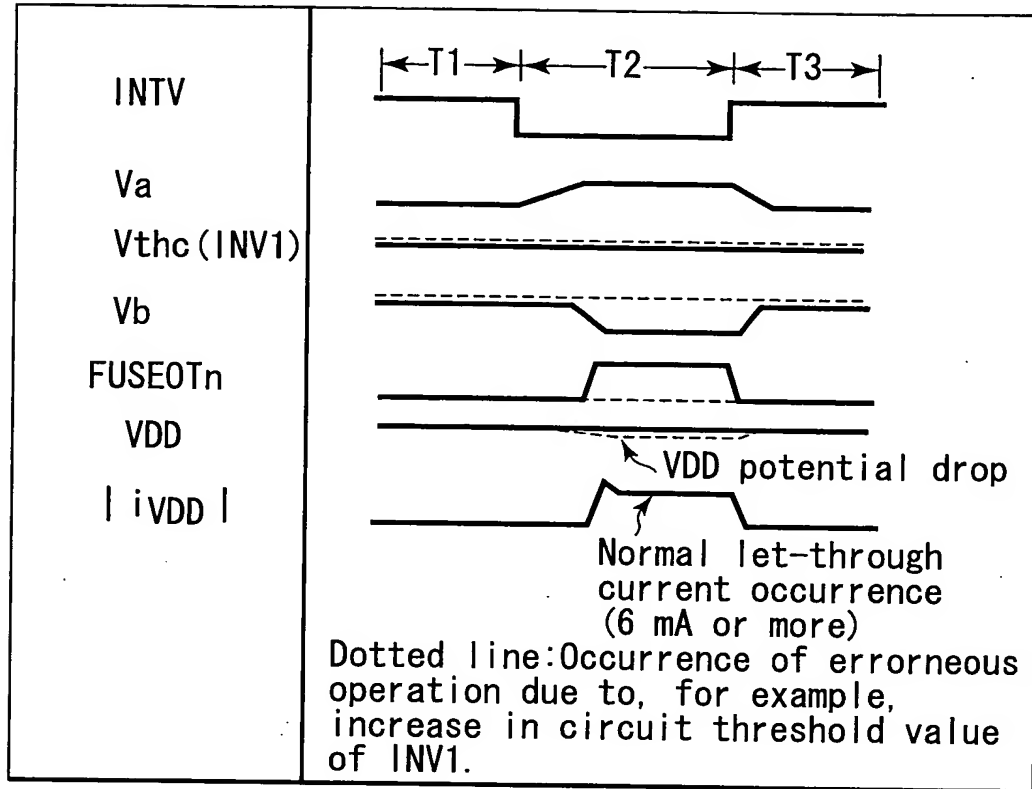 INTV
T1
T2
T3
Va
Vthc(INV1)
Vb
FUSEOTn
VDD
VDD potential drop
| iVDD |
Normal let-through
current occurrence
(6 mA or more)
Dotted line:Occurrence of errorneous
operation due to, for example,
increase in circuit threshold value
of INV1.